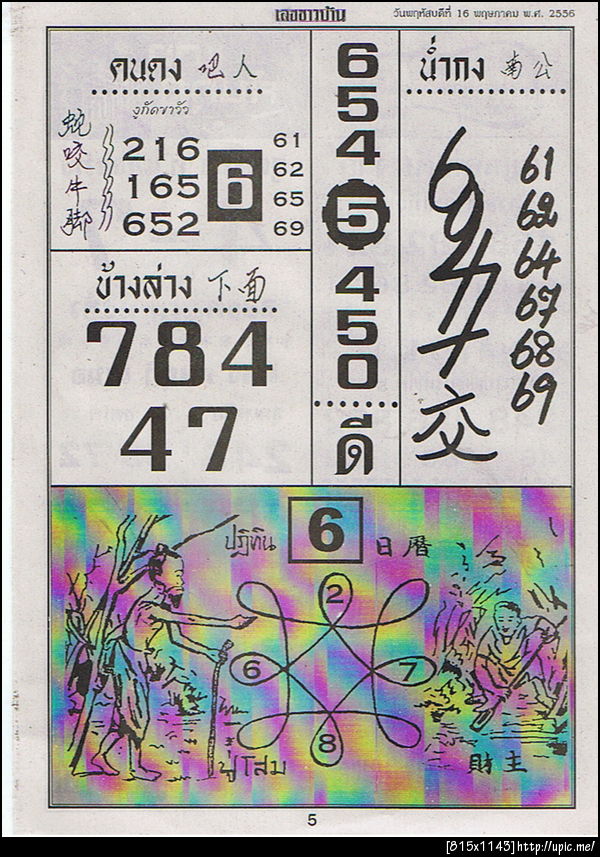 เลขชาวบ้าน
วันพฤหัสบดีที่ 16 พฤษภาคม พ.ศ. 2556
คนดง 吧人
งูกัดขาวัว
蛇咬牛脚
216
165
652
6
61
62
65
69
ข้างล่าง 下面
784
47
6
5
4
5
4
5
0
ดี
น่ำกง 南公
61
62
64
67
68
69
交
ปฏิทิน 6 日曆
2
6 7
8
ปู่โสม
財主
5
[815x1143]http://upic.me/